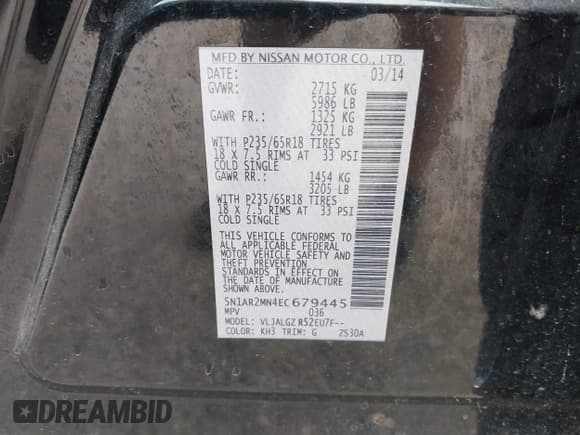 MFD BY NISSAN MOTOR CO., LTD.
DATE: 03/14
GVWR: 2715 KG
5986 LB
GAWR FR.: 1325 KG
2921 LB
WITH P235/65R18 TIRES
18 X 7.5 RIMS AT 33 PSI
COLD SINGLE
GAWR RR.: 1454 KG
3205 LB
WITH P235/65R18 TIRES
18 X 7.5 RIMS AT 33 PSI
COLD SINGLE
THIS VEHICLE CONFORMS TO
ALL APPLICABLE FEDERAL
MOTOR VEHICLE SAFETY AND
THEFT PREVENTION
STANDARDS IN EFFECT ON
THE DATE OF MANUFACTURE
SHOWN ABOVE.
5N1AR2MN4EC679445
MPV 036
MODEL: VLJALGZ R52EU7F--
COLOR: KH3 TRIM: G ZS30A
DREAMBID